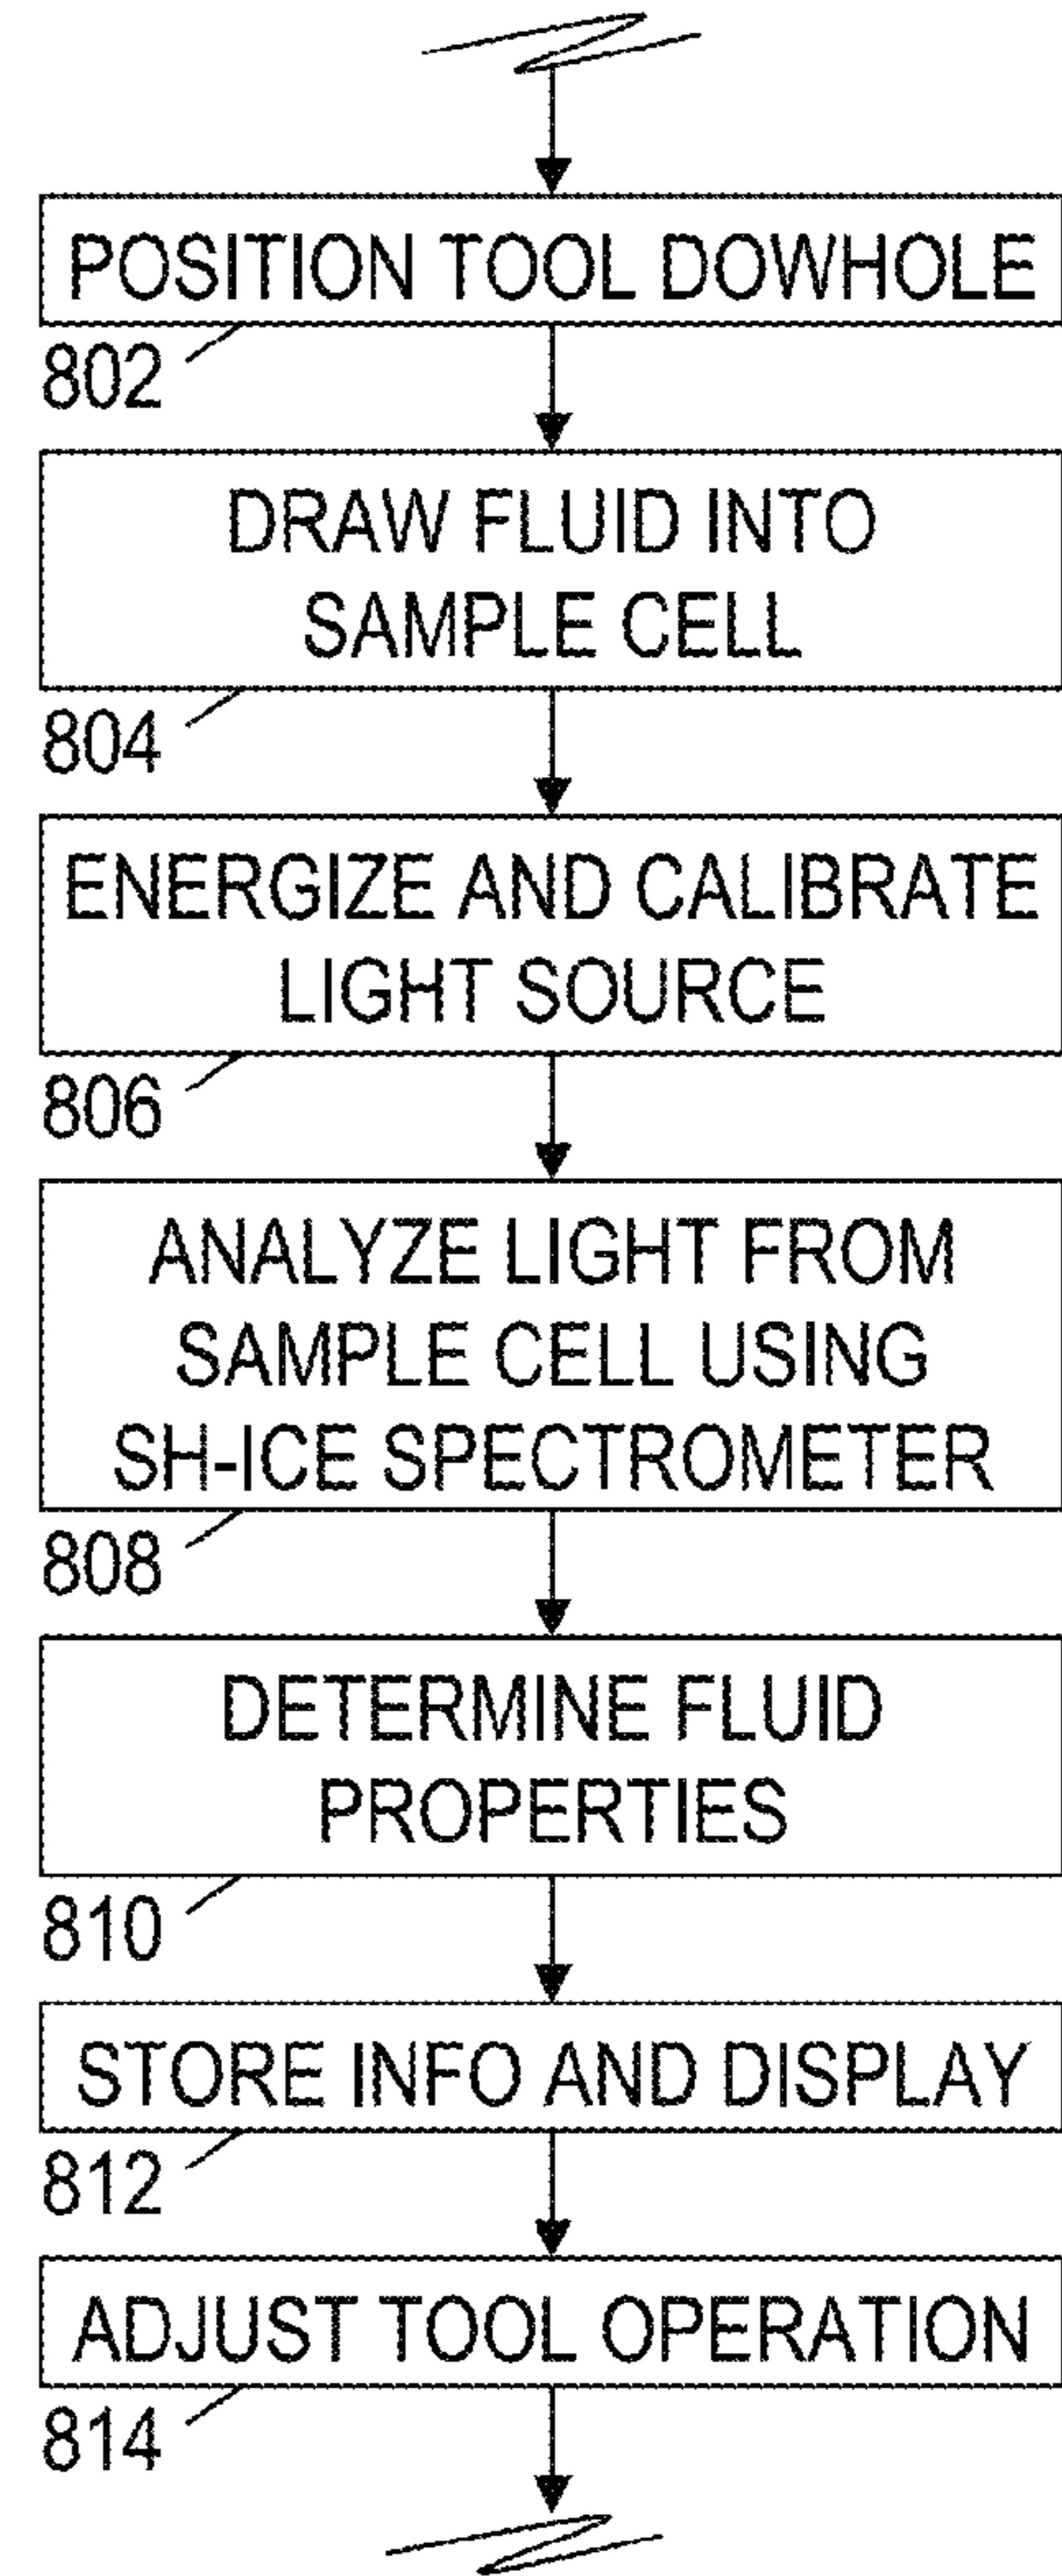 POSITION TOOL DOWHOLE
802
DRAW FLUID INTO
SAMPLE CELL
804
ENERGIZE AND CALIBRATE
LIGHT SOURCE
806
ANALYZE LIGHT FROM
SAMPLE CELL USING
SH-ICE SPECTROMETER
808
DETERMINE FLUID
PROPERTIES
810
STORE INFO AND DISPLAY
812
ADJUST TOOL OPERATION
814